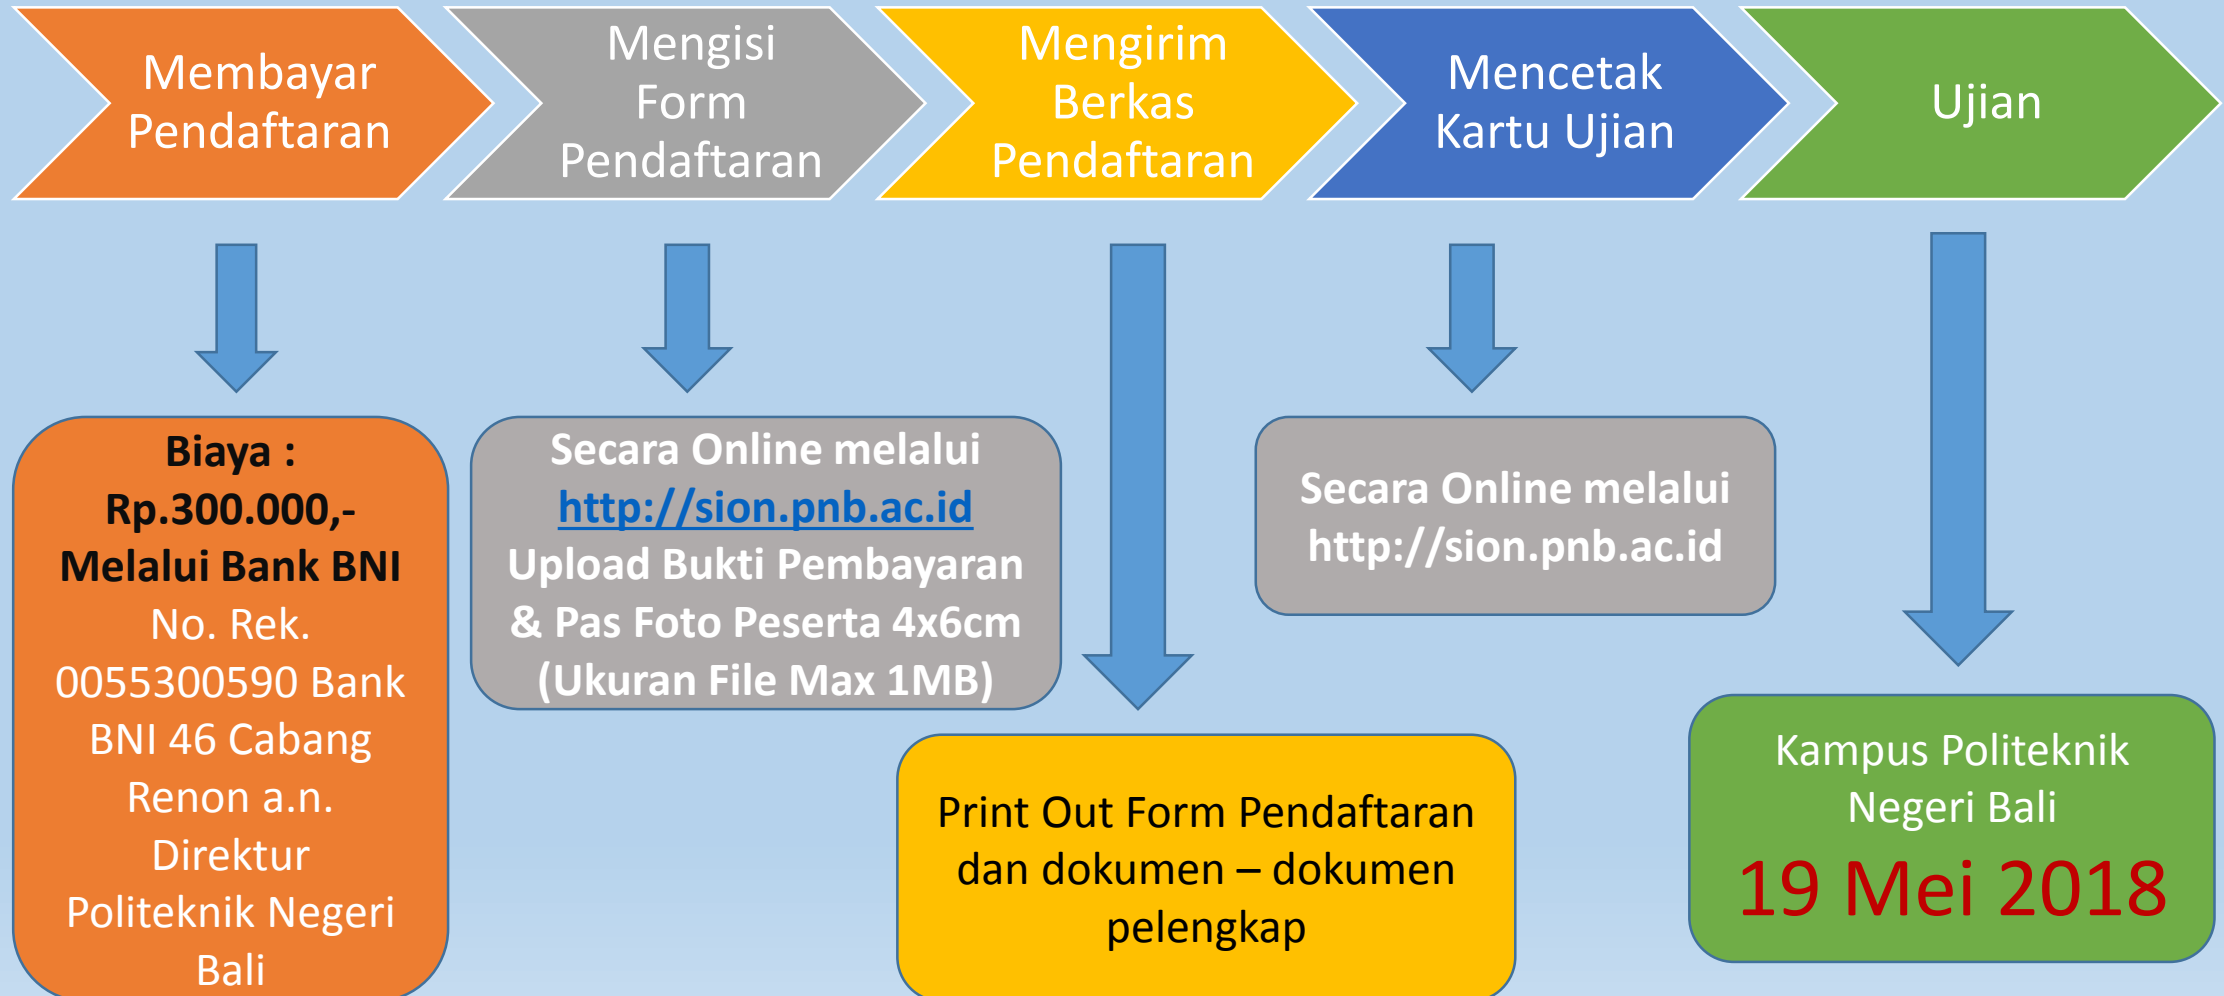 Membayar
Pendaftaran
Mengisi
Form
Pendaftaran
Mengirim
Berkas
Pendaftaran
Mencetak
Kartu Ujian
Ujian
Biaya :
Rp.300.000,-
Melalui Bank BNI
No. Rek.
0055300590 Bank
BNI 46 Cabang
Renon a.n.
Direktur
Politeknik Negeri
Bali
Secara Online melalui
http://sion.pnb.ac.id
Upload Bukti Pembayaran
& Pas Foto Peserta 4x6cm
(Ukuran File Max 1MB)
Print Out Form Pendaftaran
dan dokumen – dokumen
pelengkap
Secara Online melalui
http://sion.pnb.ac.id
Kampus Politeknik
Negeri Bali
19 Mei 2018